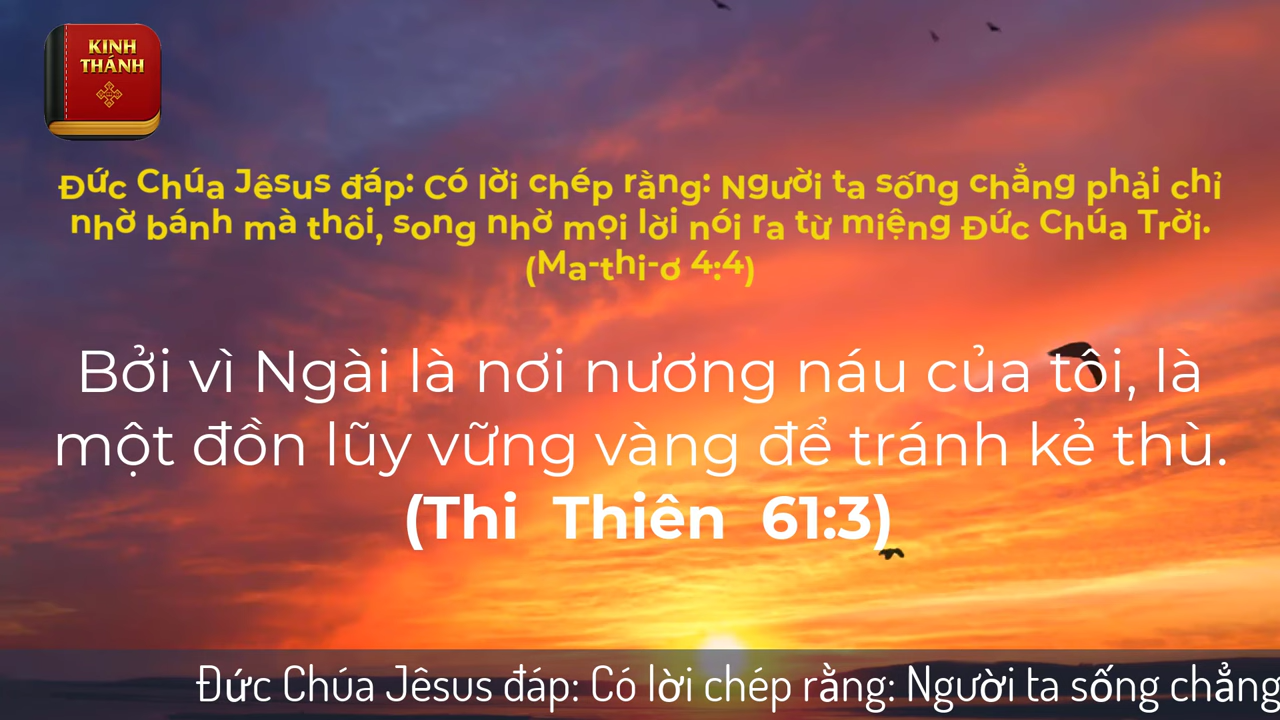 KINH
THÁNH
Đức Chúa Jêsus đáp: Có lời chép rằng: Người ta sống chẳng phải chỉ
nhờ bánh mà thôi, song nhờ mọi lời nói ra từ miệng Đức Chúa Trời.
(Ma-thi-ơ 4:4)
Bởi vì Ngài là nơi nương náu của tôi, là
một đồn lũy vững vàng để tránh kẻ thù.
(Thi Thiên 61:3)
Đức Chúa Jêsus đáp: Có lời chép rằng: Người ta sống chẳng